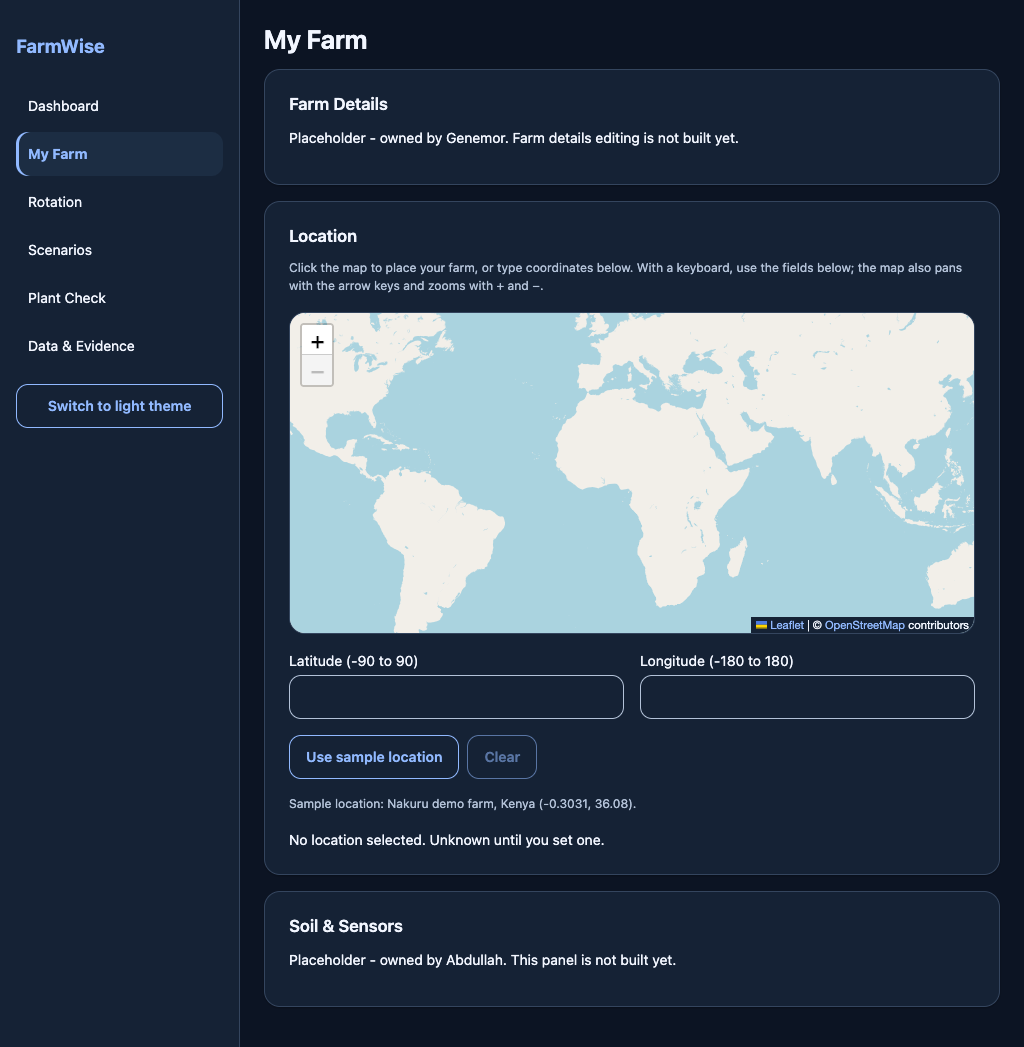 FarmWise
Dashboard
My Farm
Rotation
Scenarios
Plant Check
Data & Evidence
Switch to light theme
My Farm
Farm Details
Placeholder - owned by Genemor. Farm details editing is not built yet.
Location
Click the map to place your farm, or type coordinates below. With a keyboard, use the fields below; the map also pans
with the arrow keys and zooms with + and −.
+
−
Leaflet | © OpenStreetMap contributors
Latitude (-90 to 90)
Longitude (-180 to 180)
Use sample location
Clear
Sample location: Nakuru demo farm, Kenya (-0.3031, 36.08).
No location selected. Unknown until you set one.
Soil & Sensors
Placeholder - owned by Abdullah. This panel is not built yet.